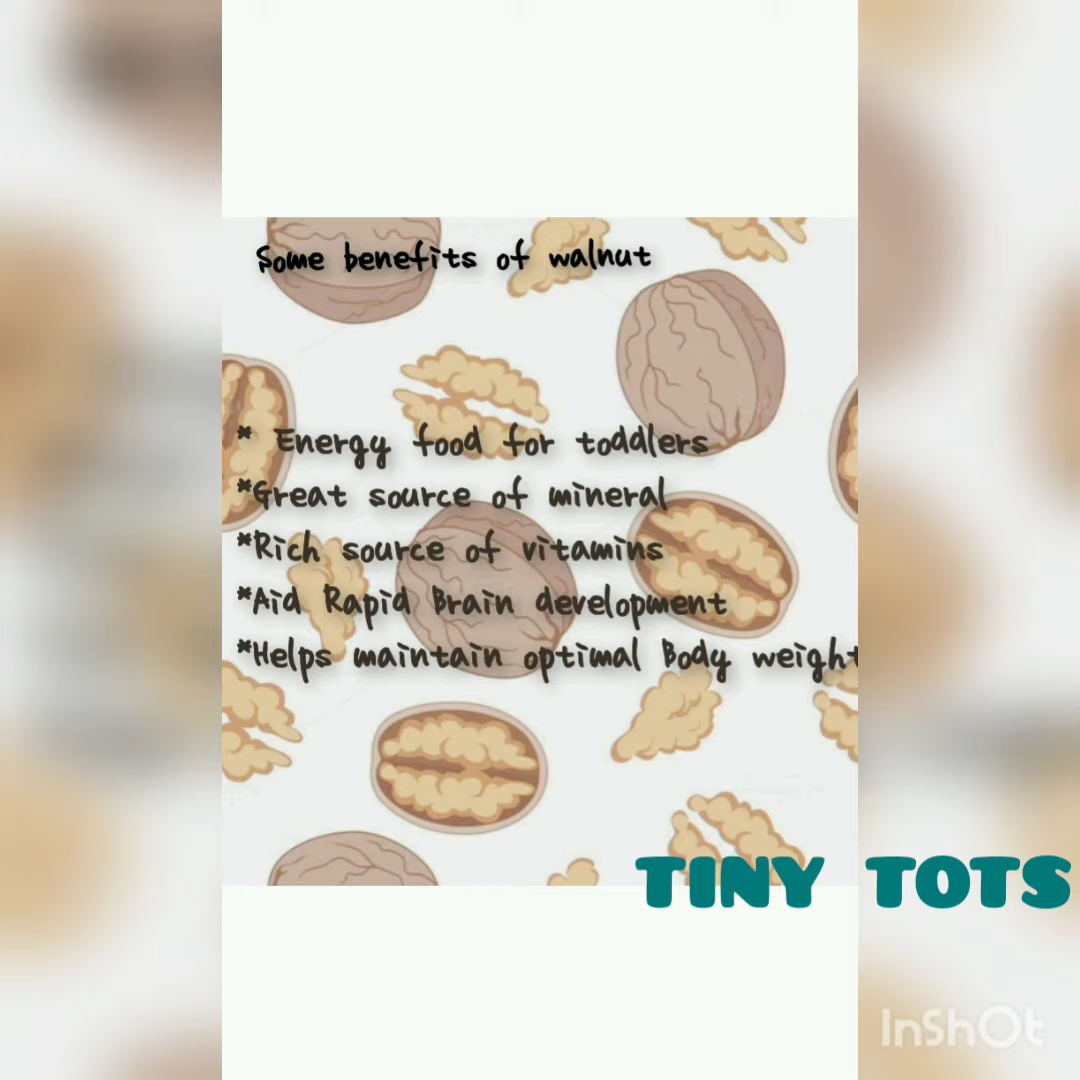 Some benefits of walnut
* Energy food for toddlers
*Great source of mineral
*Rich source of vitamins
*Aid Rapid Brain development
*Helps maintain optimal Body weight
TINY TOTS
InShOt